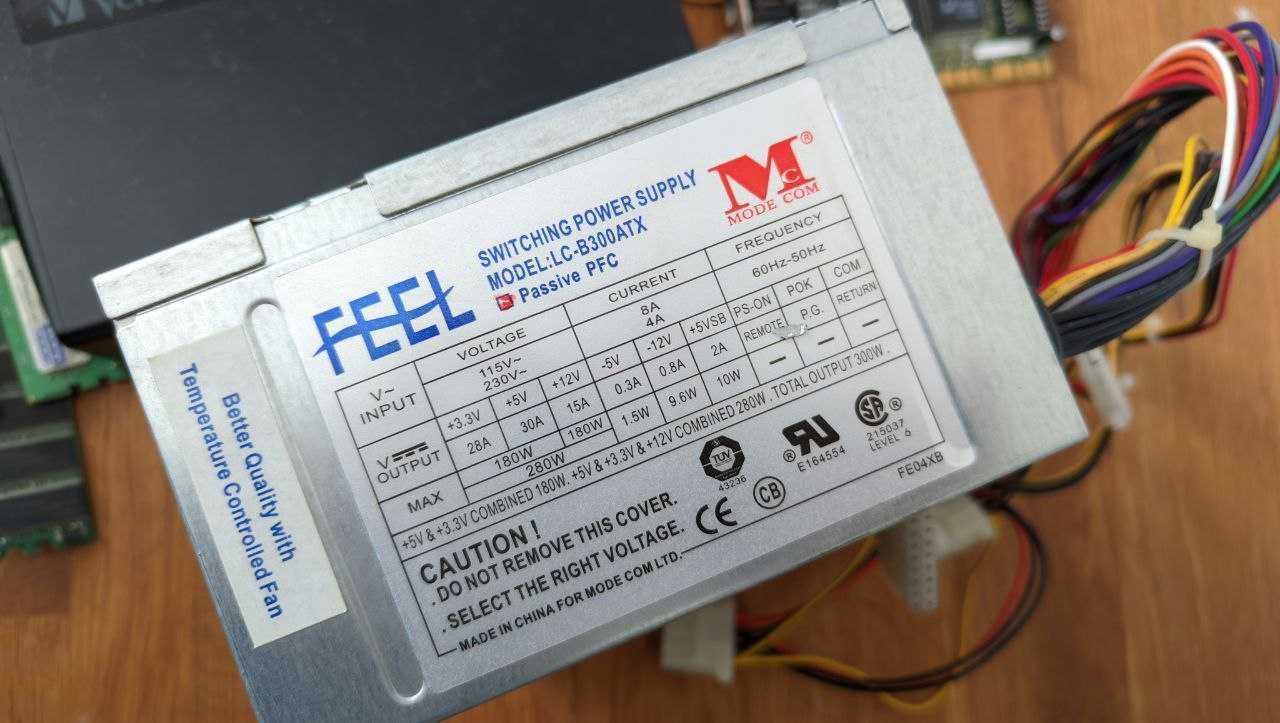 FEEL
SWITCHING POWER SUPPLY
MODEL:LC-B300ATX
Passive PFC
MC®
MODE COM
VOLTAGE CURRENT FREQUENCY
V~ INPUT 115V~ 230V~ 8A 4A 60Hz-50Hz
V⎓ OUTPUT +3.3V +5V +12V -5V -12V +5VSB PS-ON POK COM
28A 30A 15A 0.3A 0.8A 2A REMOTE P.G. RETURN
MAX 180W 180W 1.5W 9.6W 10W — — —
280W
+5V & +3.3V COMBINED 180W. +5V & +3.3V & +12V COMBINED 280W . TOTAL OUTPUT 300W .
CAUTION !
. DO NOT REMOVE THIS COVER.
. SELECT THE RIGHT VOLTAGE.
MADE IN CHINA FOR MODE COM LTD.
TUV
43236
CE
CB
®
E164554
SA ®
215037
LEVEL 6
FE04XB
Better Quality with
Temperature Controlled Fan